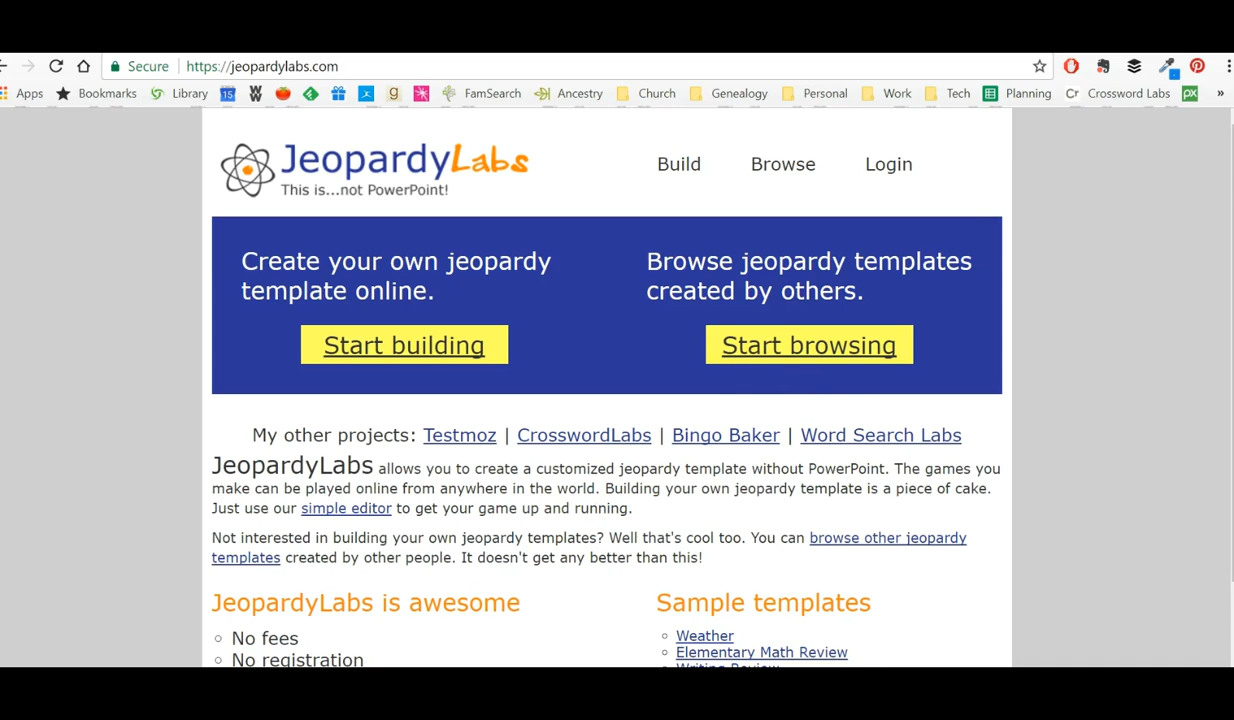 Secure https://jeopardylabs.com
Apps Bookmarks Library 15 W g FamSearch Ancestry Church Genealogy Personal Work Tech Planning Cr Crossword Labs px »
JeopardyLabs
This is...not PowerPoint!
Build Browse Login
Create your own jeopardy
template online.
Start building
Browse jeopardy templates
created by others.
Start browsing
My other projects: Testmoz | CrosswordLabs | Bingo Baker | Word Search Labs
JeopardyLabs allows you to create a customized jeopardy template without PowerPoint. The games you
make can be played online from anywhere in the world. Building your own jeopardy template is a piece of cake.
Just use our simple editor to get your game up and running.
Not interested in building your own jeopardy templates? Well that's cool too. You can browse other jeopardy
templates created by other people. It doesn't get any better than this!
JeopardyLabs is awesome
No fees
No registration
Sample templates
Weather
Elementary Math Review
Writing Review